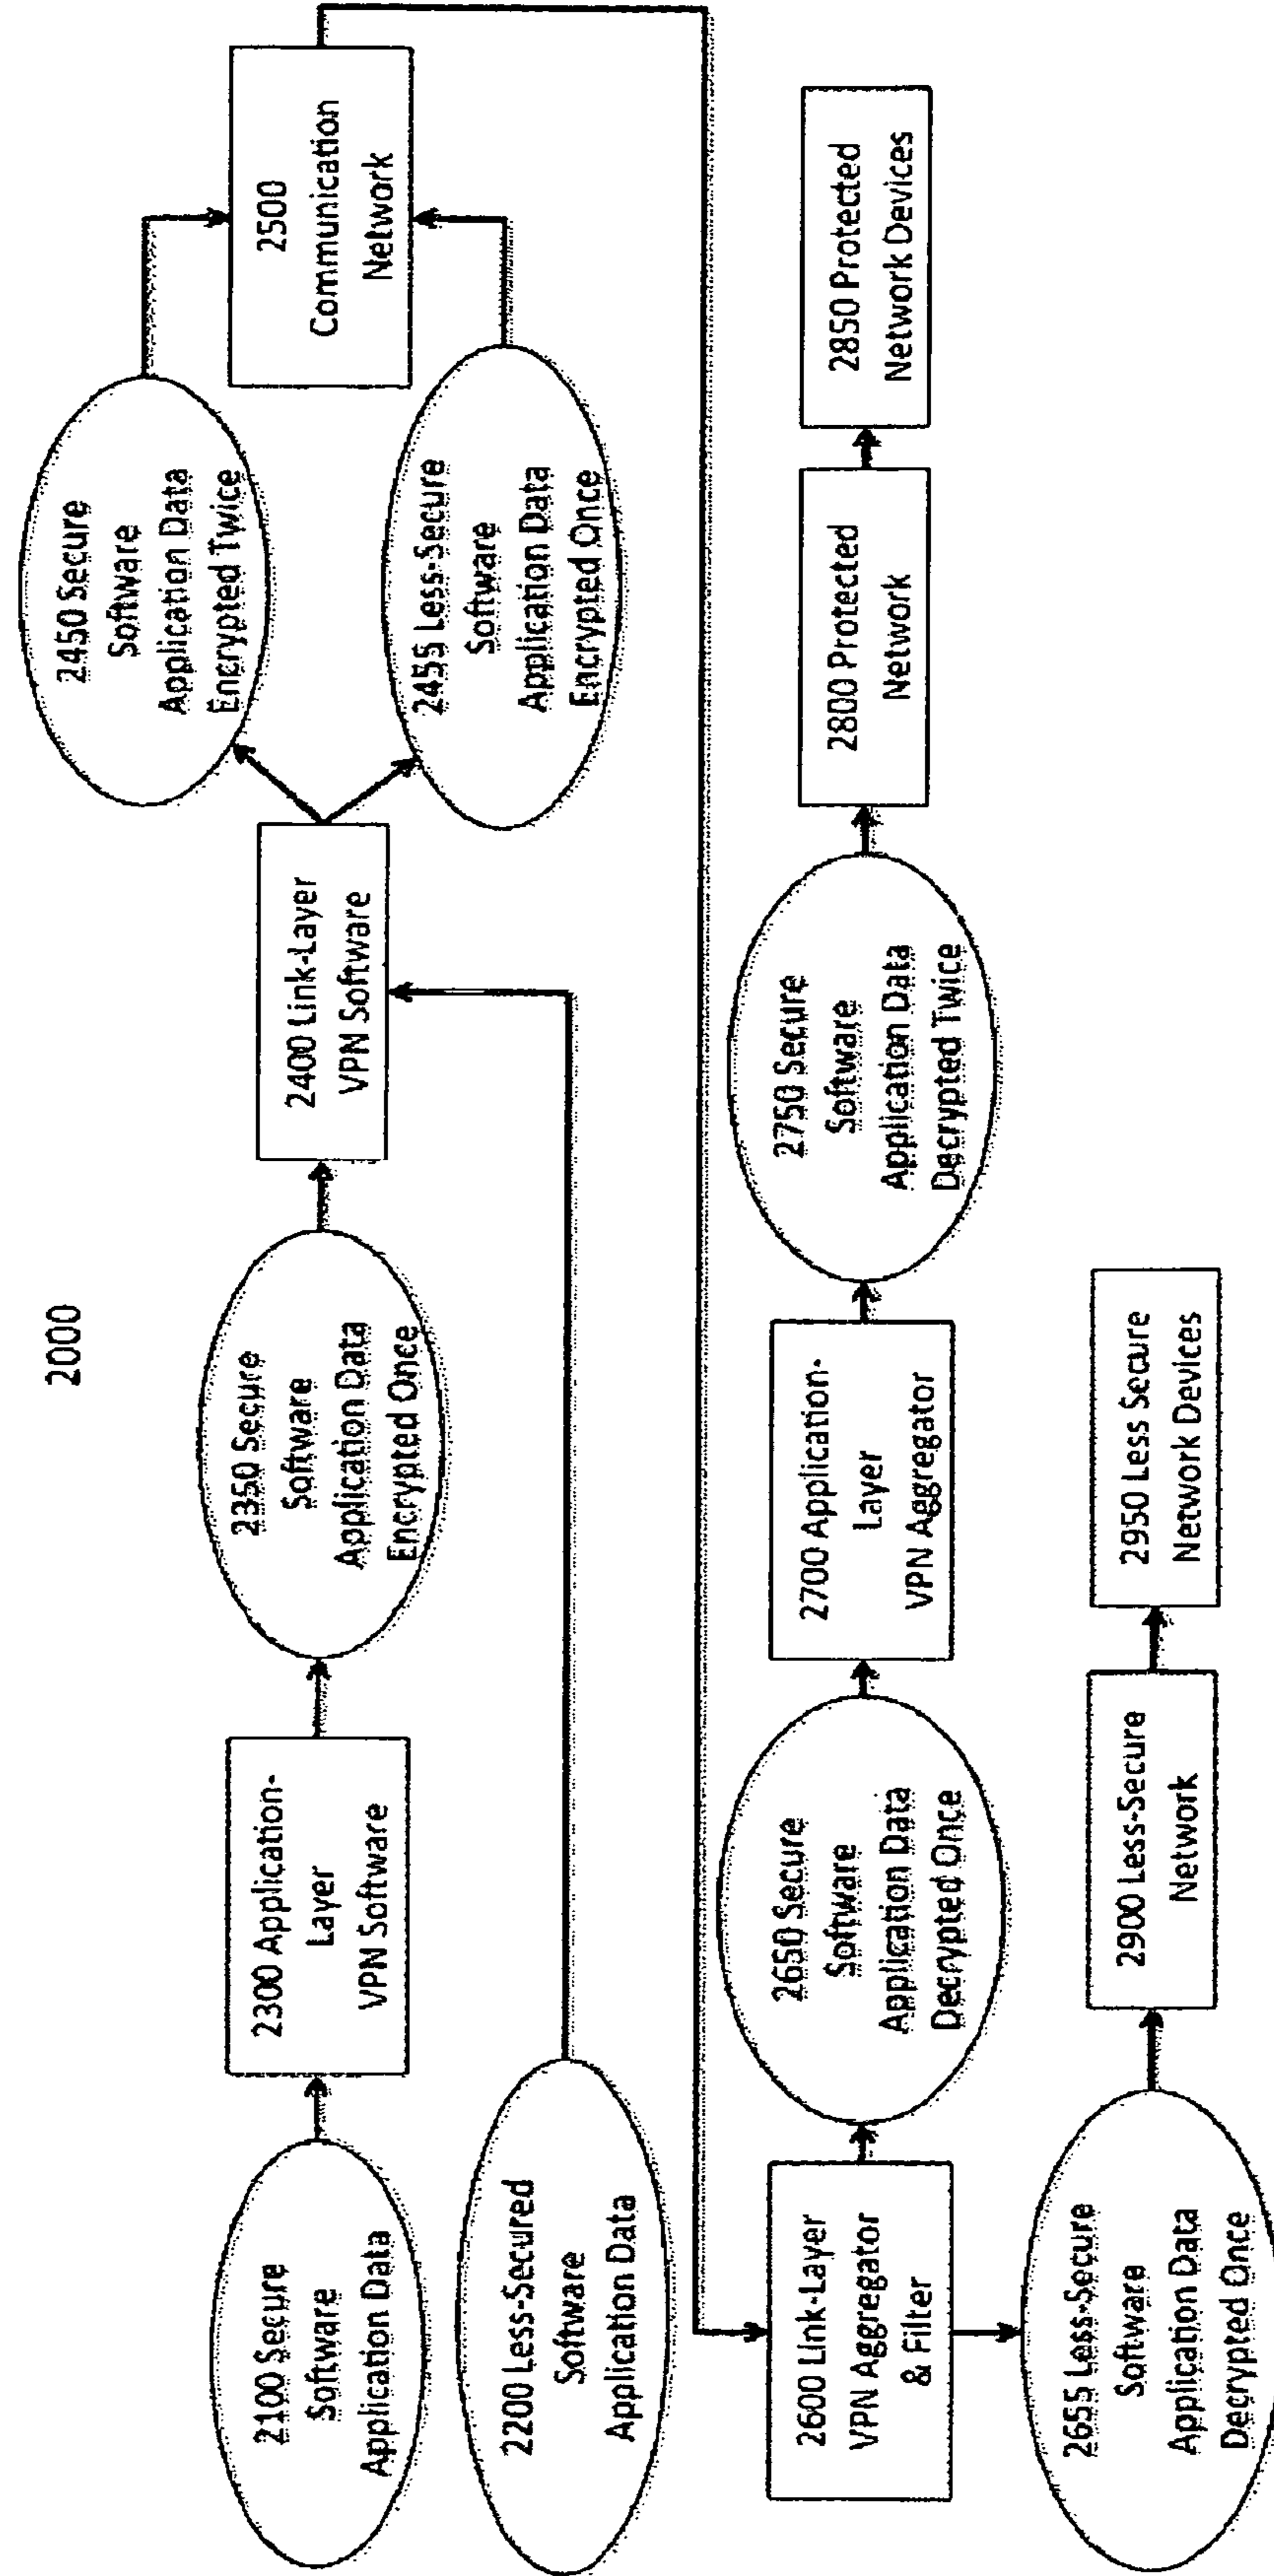 2000
2100 Secure
Software
Application Data
2300 Application-
Layer
VPN Software
2350 Secure
Software
Application Data
Encrypted Once
2400 Link-Layer
VPN Software
2450 Secure
Software
Application Data
Encrypted Twice
2455 Less-Secure
Software
Application Data
Encrypted Once
2500
Communication
Network
2200 Less-Secured
Software
Application Data
2600 Link-Layer
VPN Aggregator
& Filter
2650 Secure
Software
Application Data
Decrypted Once
2700 Application-
Layer
VPN Aggregator
2750 Secure
Software
Application Data
Decrypted Twice
2800 Protected
Network
2850 Protected
Network Devices
2655 Less-Secure
Software
Application Data
Decrypted Once
2900 Less-Secure
Network
2950 Less Secure
Network Devices